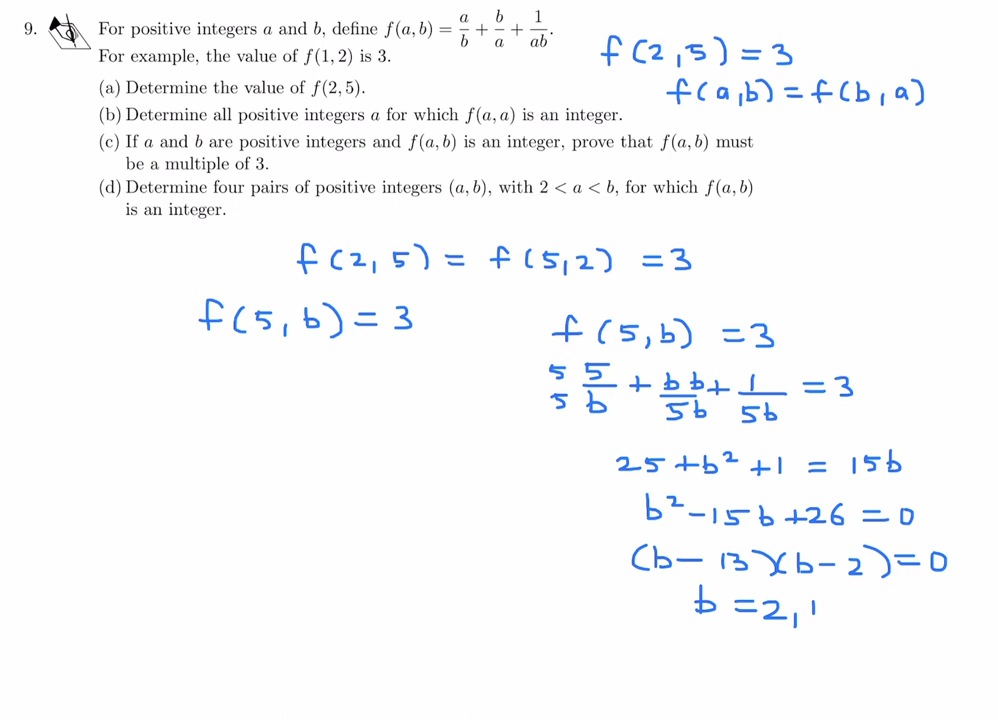 9. For positive integers a and b, define f(a, b) = a/b + b/a + 1/ab.
For example, the value of f(1, 2) is 3.
(a) Determine the value of f(2, 5).
(b) Determine all positive integers a for which f(a, a) is an integer.
(c) If a and b are positive integers and f(a, b) is an integer, prove that f(a, b) must
be a multiple of 3.
(d) Determine four pairs of positive integers (a, b), with 2 < a < b, for which f(a, b)
is an integer.
f(2,5) = 3
f(a,b) = f(b,a)
f(2,5) = f(5,2) = 3
f(5,b) = 3
f(5,b) = 3
5/5 5/b + bb/5b + 1/5b = 3
25 + b² + 1 = 15b
b² - 15b + 26 = 0
(b - 13)(b - 2) = 0
b = 2, 1